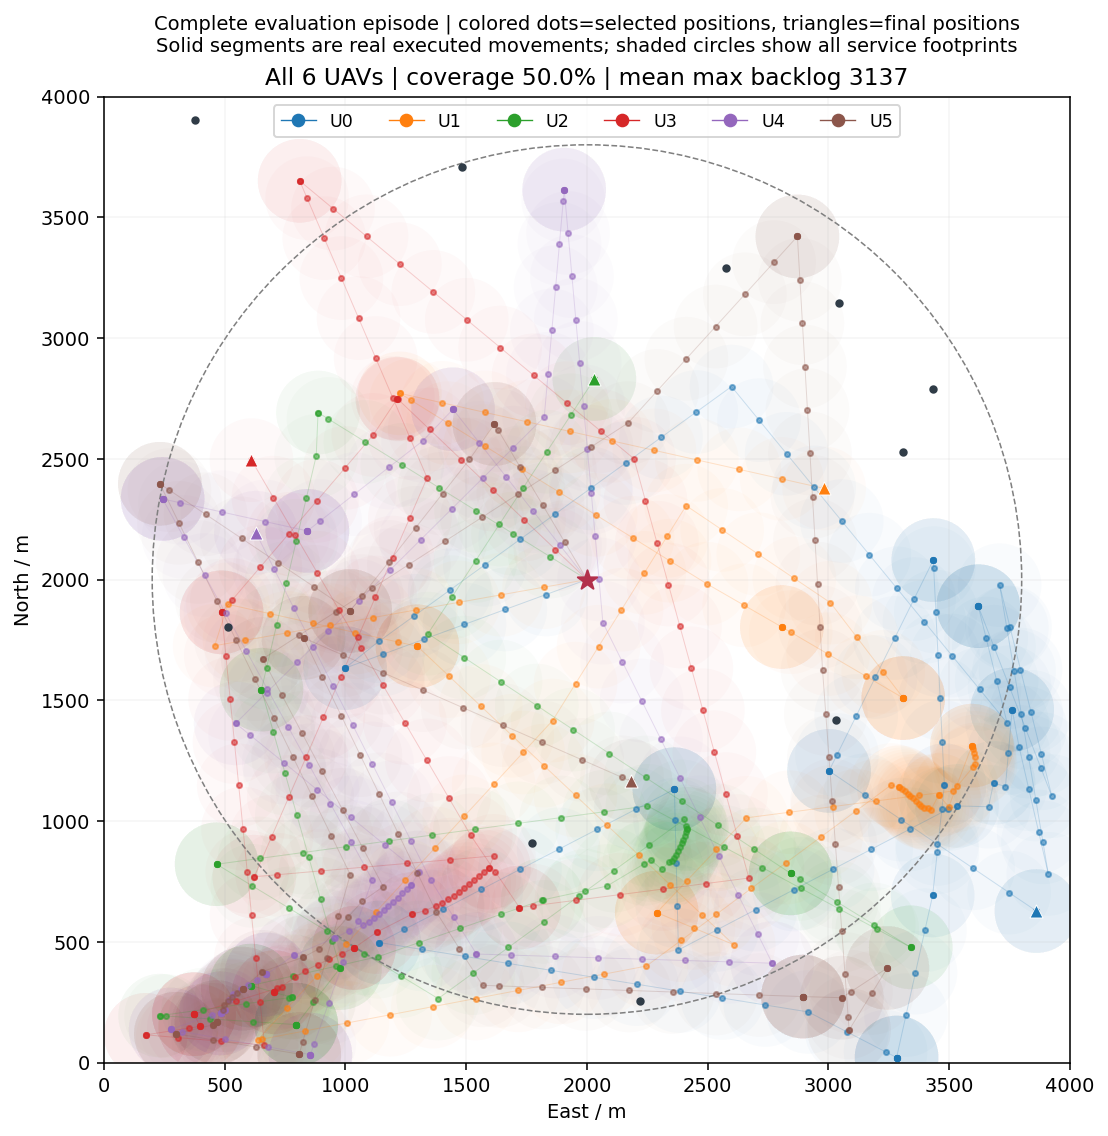 Complete evaluation episode | colored dots=selected positions, triangles=final positions
Solid segments are real executed movements; shaded circles show all service footprints
All 6 UAVs | coverage 50.0% | mean max backlog 3137
U0 U1 U2 U3 U4 U5
4000
3500
3000
2500
2000
1500
1000
500
0
North / m
0 500 1000 1500 2000 2500 3000 3500 4000
East / m